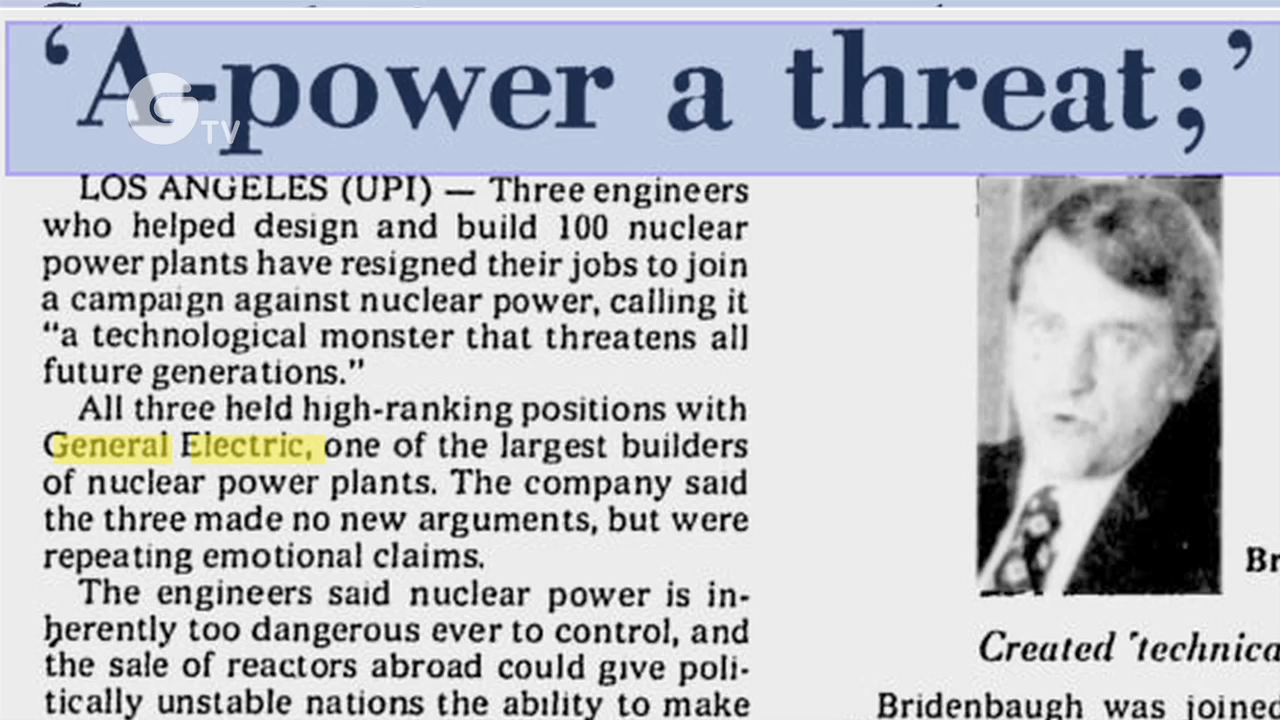 ‘A-power a threat;’
GTV
LOS ANGELES (UPI) — Three engineers
who helped design and build 100 nuclear
power plants have resigned their jobs to join
a campaign against nuclear power, calling it
“a technological monster that threatens all
future generations.”
All three held high-ranking positions with
General Electric, one of the largest builders
of nuclear power plants. The company said
the three made no new arguments, but were
repeating emotional claims.
The engineers said nuclear power is in-
herently too dangerous ever to control, and
the sale of reactors abroad could give poli-
tically unstable nations the ability to make
Br
Created 'technica
Bridenbaugh was joined